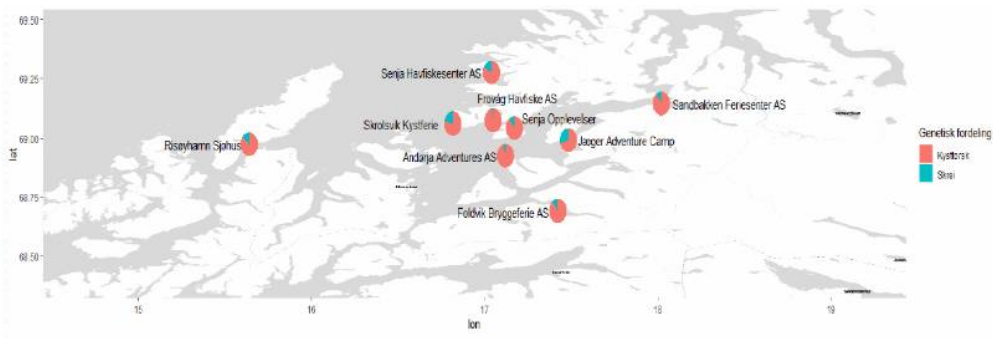 69.50
69.25
69.00
68.75
68.50
lat
Senja Havfiskesenter AS
Frovåg Havfiske AS
Skrolsvik Kystferie
Senja Opplevelser
Sandbakken Feriesenter AS
Risøyhamn Sjøhus
Jæger Adventure Camp
Andørja Adventures AS
Foldvik Bryggeferie AS
15
16
17
18
19
lon
Genetisk fordeling
Kysttorsk
Skrei